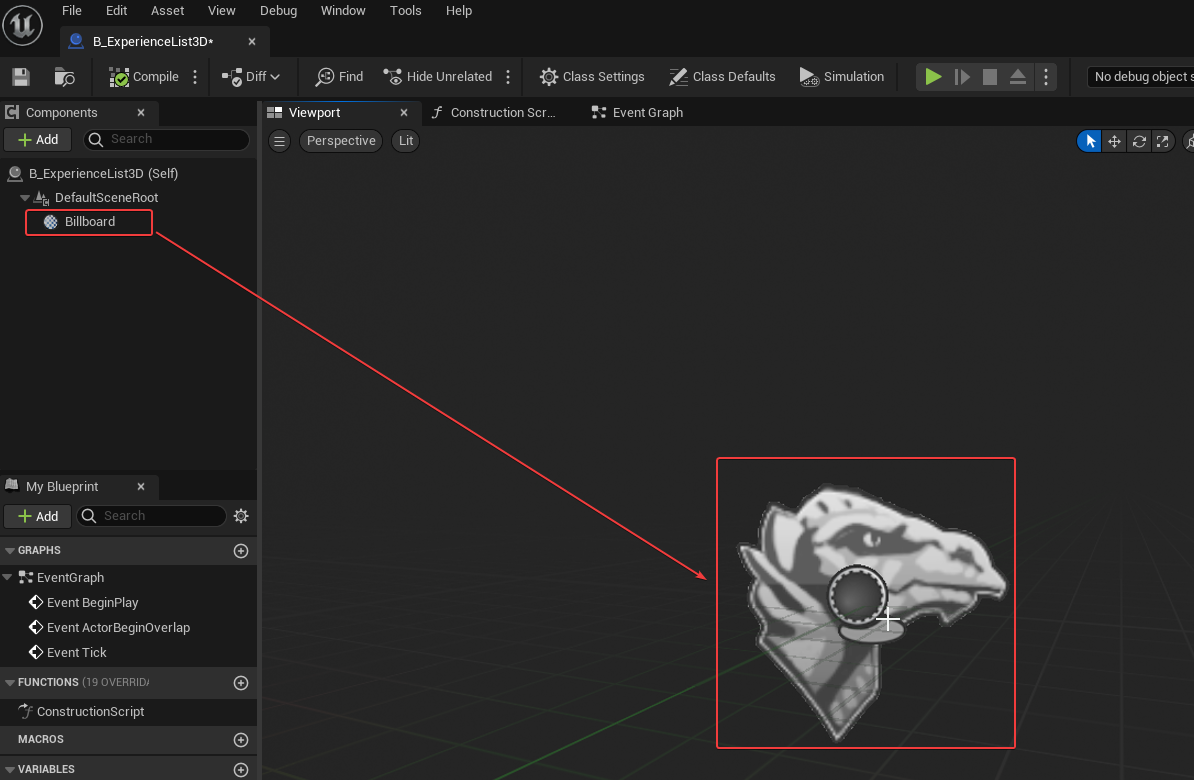 File Edit Asset View Debug Window Tools Help
B_ExperienceList3D*
Compile Diff Find Hide Unrelated Class Settings Class Defaults Simulation No debug object s
Components
Add Search
B_ExperienceList3D (Self)
DefaultSceneRoot
Billboard
Viewport Construction Scr... Event Graph
Perspective Lit
My Blueprint
Add Search
GRAPHS
EventGraph
Event BeginPlay
Event ActorBeginOverlap
Event Tick
FUNCTIONS (19 OVERRIDA
ConstructionScript
MACROS
VARIABLES